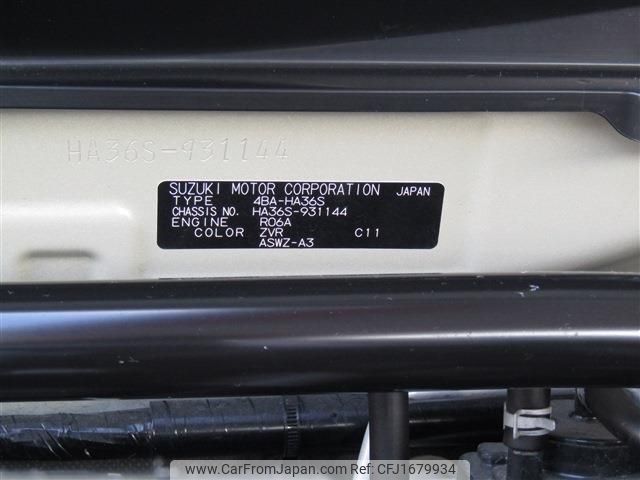 HA36S-931144
SUZUKI MOTOR CORPORATION JAPAN
TYPE 4BA-HA36S
CHASSIS NO. HA36S-931144
ENGINE R06A
COLOR ZVR C11
ASWZ-A3
www.CarFromJapan.com | Ref: CFJ1679934